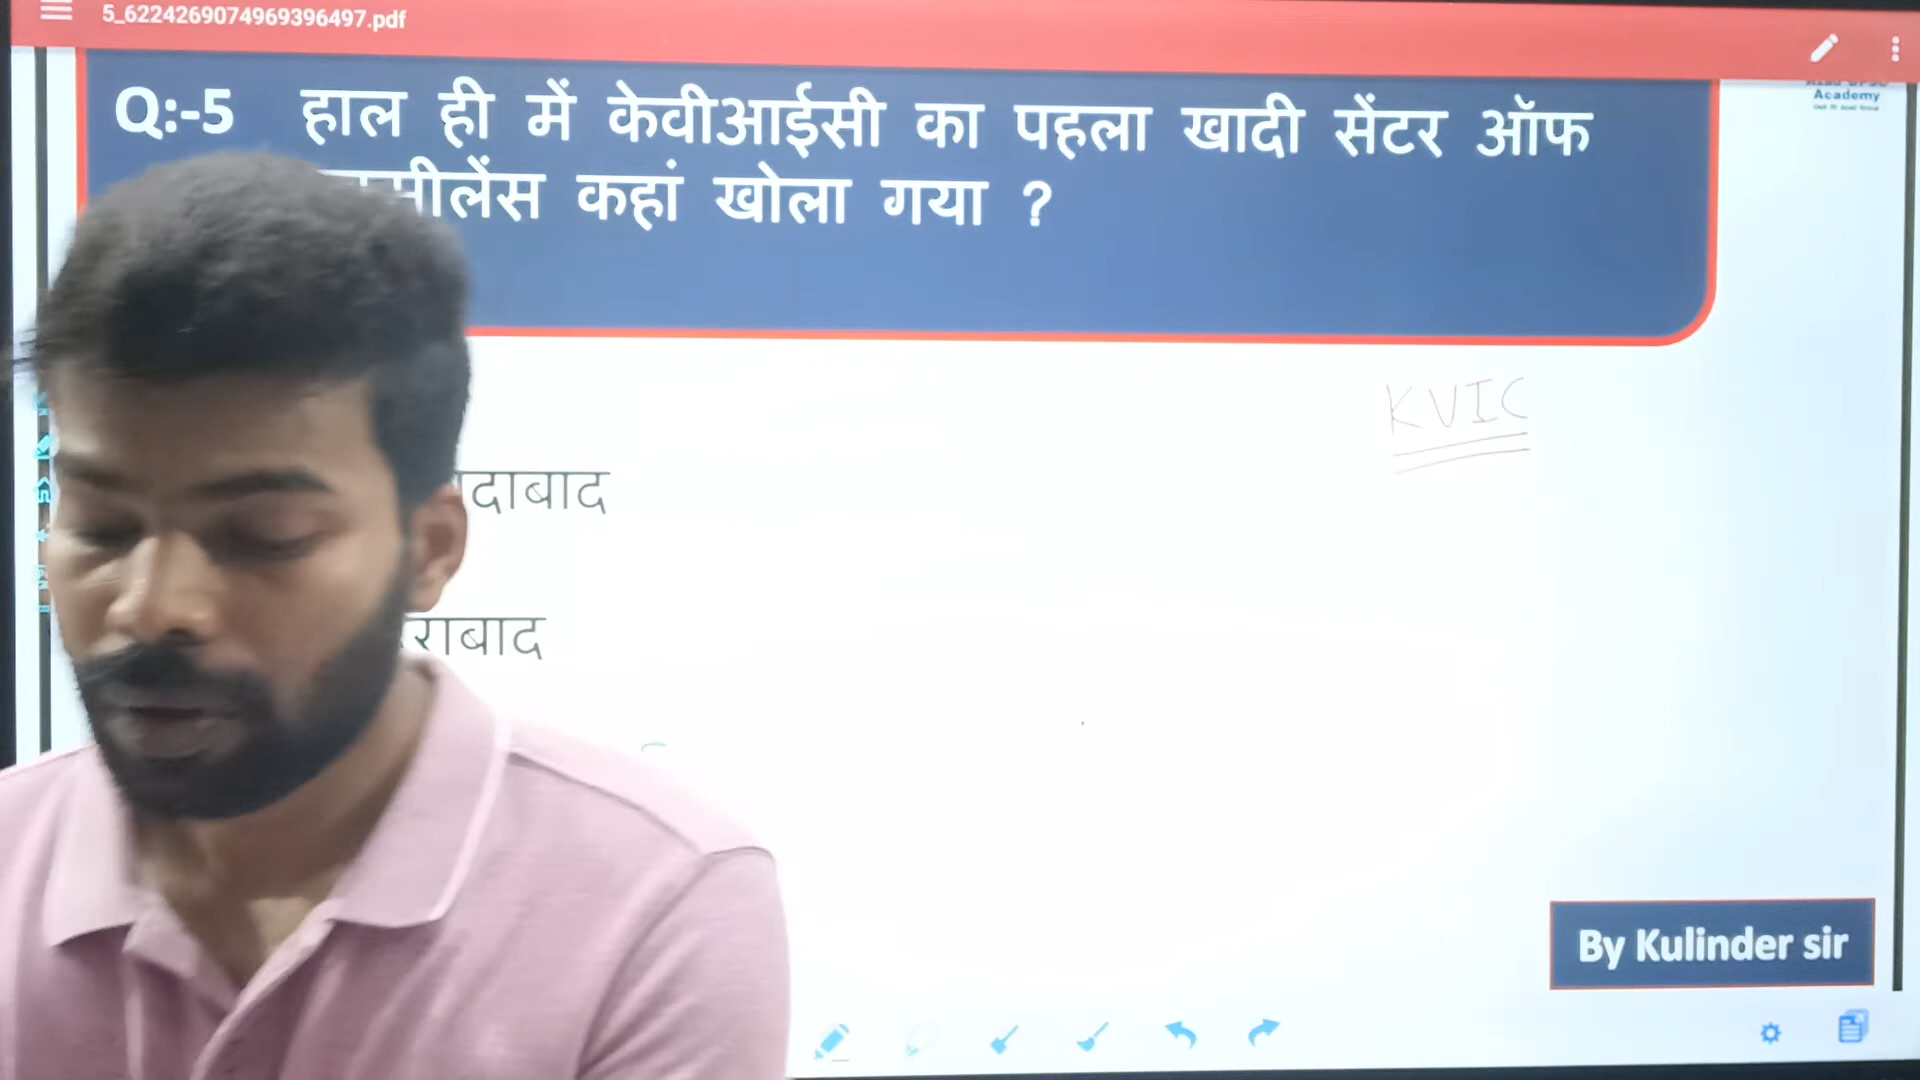 5_6224269074969396497.pdf
Academy
Q:-5 हाल ही में केवीआईसी का पहला खादी सेंटर ऑफ
कहां खोला गया ?
KVIC
By Kulinder sir